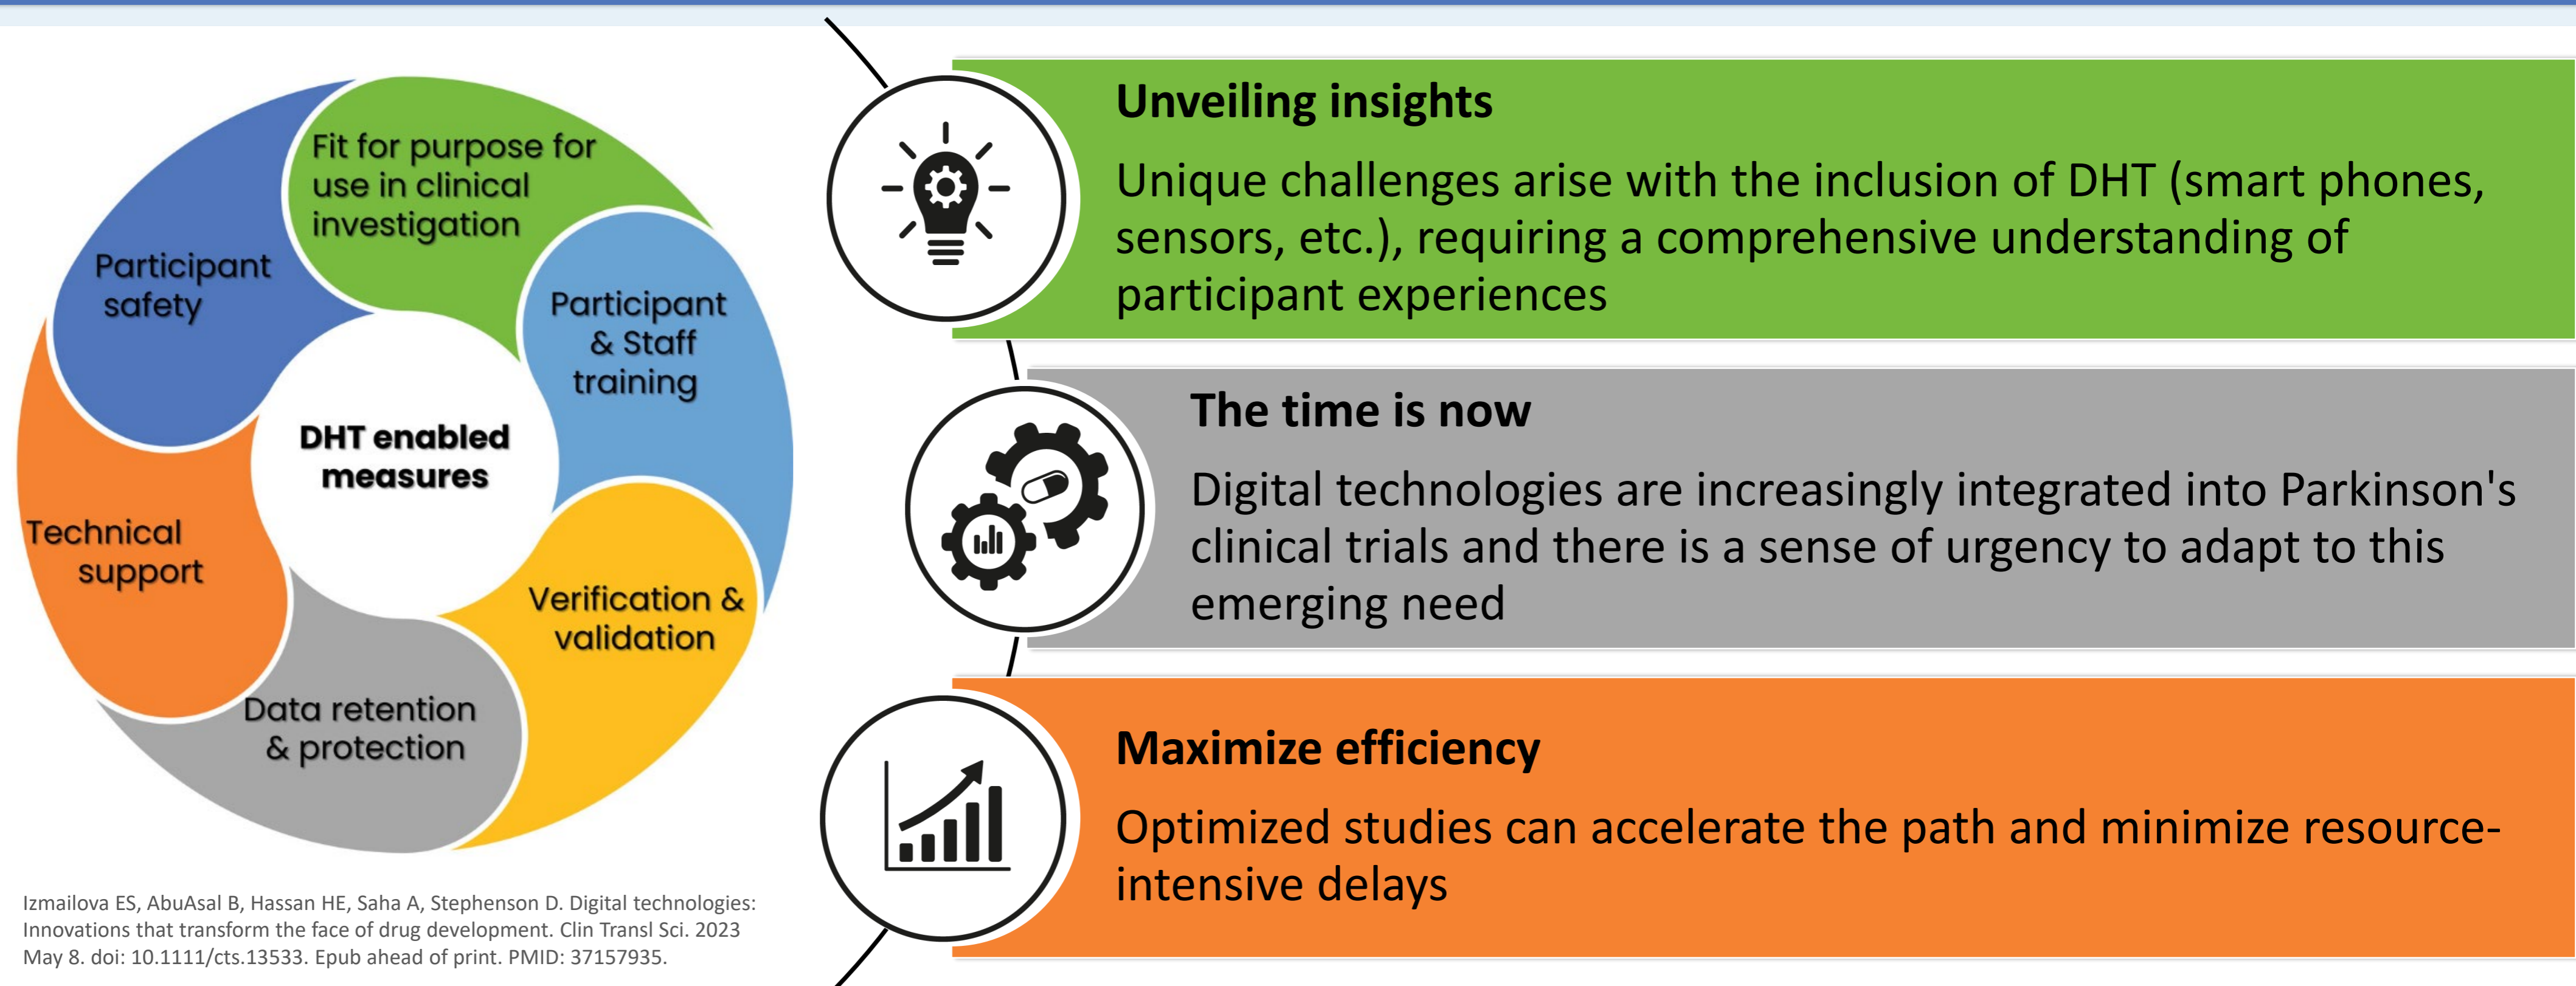 Fit for purpose for
use in clinical
investigation
Participant
safety
Participant
& Staff
training
DHT enabled
measures
Technical
support
Verification &
validation
Data retention
& protection
Izmailova ES, AbuAsal B, Hassan HE, Saha A, Stephenson D. Digital technologies:
Innovations that transform the face of drug development. Clin Transl Sci. 2023
May 8. doi: 10.1111/cts.13533. Epub ahead of print. PMID: 37157935.
Unveiling insights
Unique challenges arise with the inclusion of DHT (smart phones,
sensors, etc.), requiring a comprehensive understanding of
participant experiences
The time is now
Digital technologies are increasingly integrated into Parkinson's
clinical trials and there is a sense of urgency to adapt to this
emerging need
Maximize efficiency
Optimized studies can accelerate the path and minimize resource-
intensive delays